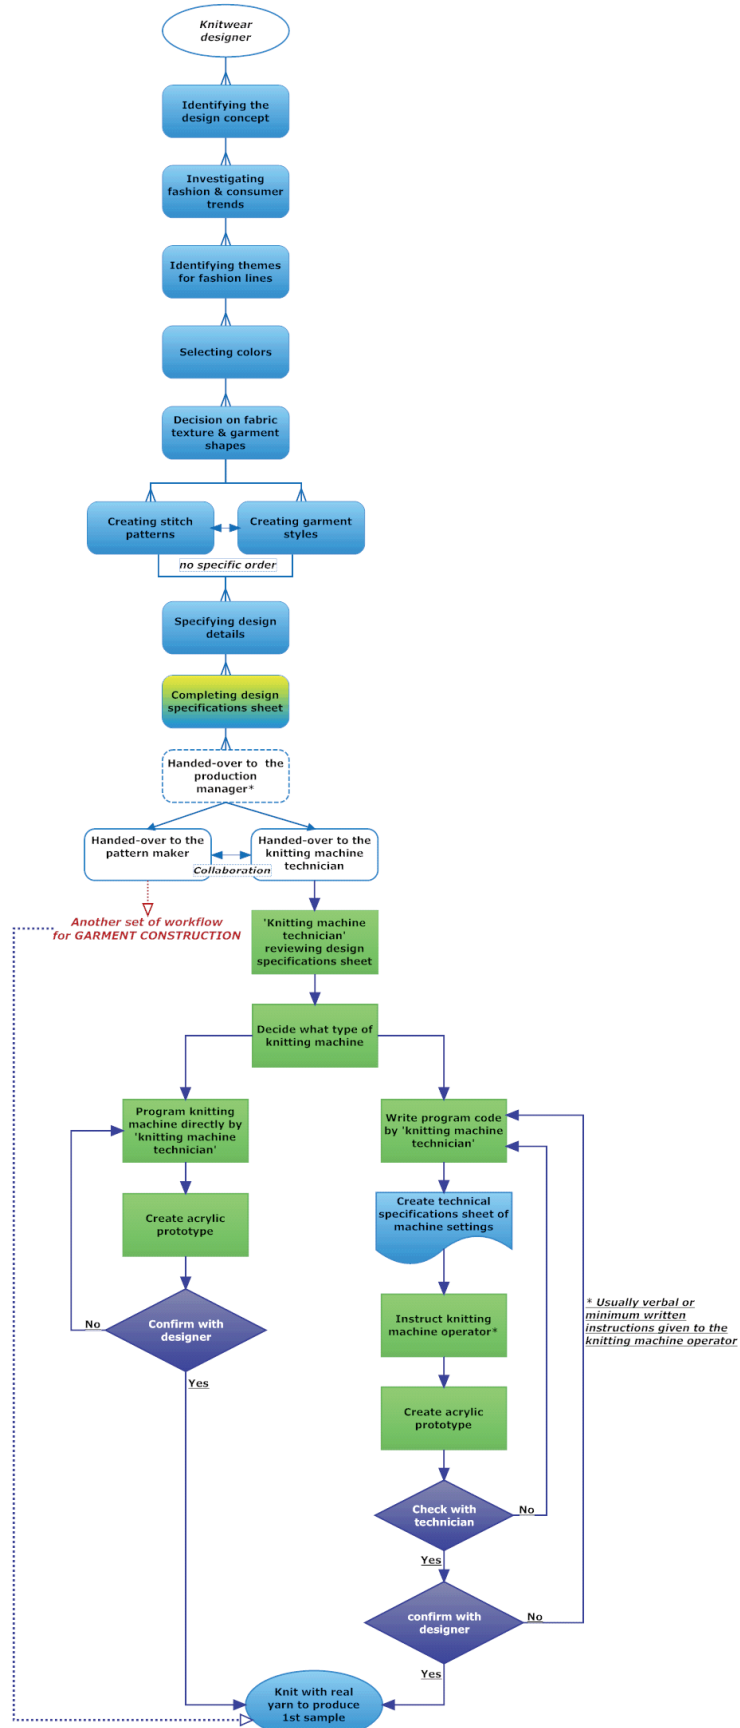 Knitwear
designer
Identifying the
design concept
Investigating
fashion & consumer
trends
Identifying themes
for fashion lines
Selecting colors
Decision on fabric
texture & garment
shapes
Creating stitch
patterns
Creating garment
styles
no specific order
Specifying design
details
Completing design
specifications sheet
Handed-over to  the
production
manager*
Handed-over to the
pattern maker
Handed-over to the
knitting machine
technician
Collaboration
Another set of workflow
for GARMENT CONSTRUCTION
'Knitting machine
technician'
reviewing design
specifications sheet
Decide what type of
knitting machine
Program knitting
machine directly by
'knitting machine
technician'
Write program code
by 'knitting machine
technician'
Create acrylic
prototype
Create technical
specifications sheet of
machine settings
Confirm with
designer
No
Yes
Instruct knitting
machine operator*
* Usually verbal or
minimum written
instructions given to the
knitting machine operator
Create acrylic
prototype
Check with
technician
No
Yes
confirm with
designer
No
Yes
Knit with real
yarn to produce
1st sample